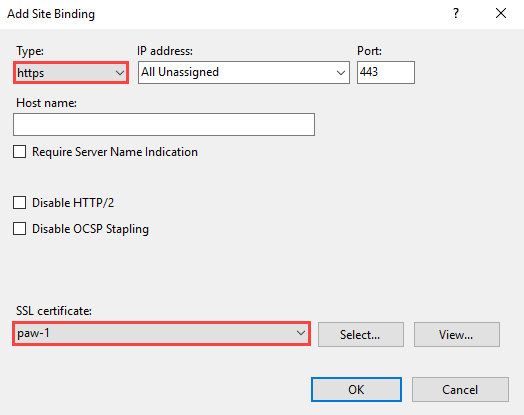 Add Site Binding ?
Type: IP address: Port:
https All Unassigned 443
Host name:
Require Server Name Indication
Disable HTTP/2
Disable OCSP Stapling
SSL certificate:
paw-1 Select... View...
OK Cancel